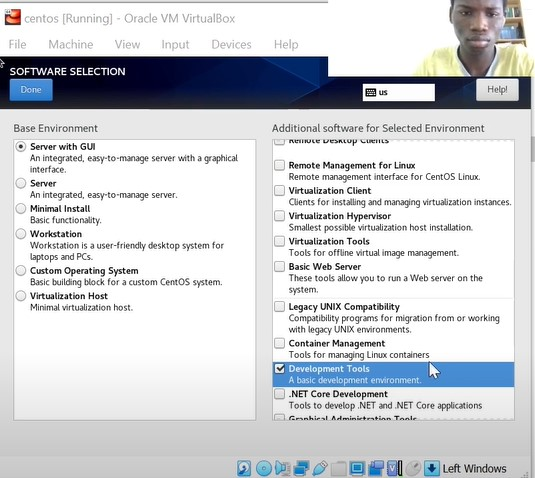 centos [Running] - Oracle VM VirtualBox
File Machine View Input Devices Help
SOFTWARE SELECTION
Done
us
Help!
Base Environment
Server with GUI
An integrated, easy-to-manage server with a graphical
interface.
Server
An integrated, easy-to-manage server.
Minimal Install
Basic functionality.
Workstation
Workstation is a user-friendly desktop system for
laptops and PCs.
Custom Operating System
Basic building block for a custom CentOS system.
Virtualization Host
Minimal virtualization host.
Additional software for Selected Environment
Remote Desktop Clients
Remote Management for Linux
Remote management interface for CentOS Linux.
Virtualization Client
Clients for installing and managing virtualization instances.
Virtualization Hypervisor
Smallest possible virtualization host installation.
Virtualization Tools
Tools for offline virtual image management.
Basic Web Server
These tools allow you to run a Web server on the
system.
Legacy UNIX Compatibility
Compatibility programs for migration from or working
with legacy UNIX environments.
Container Management
Tools for managing Linux containers
Development Tools
A basic development environment.
.NET Core Development
Tools to develop .NET and .NET Core applications
Graphical Administration Tools
Left Windows